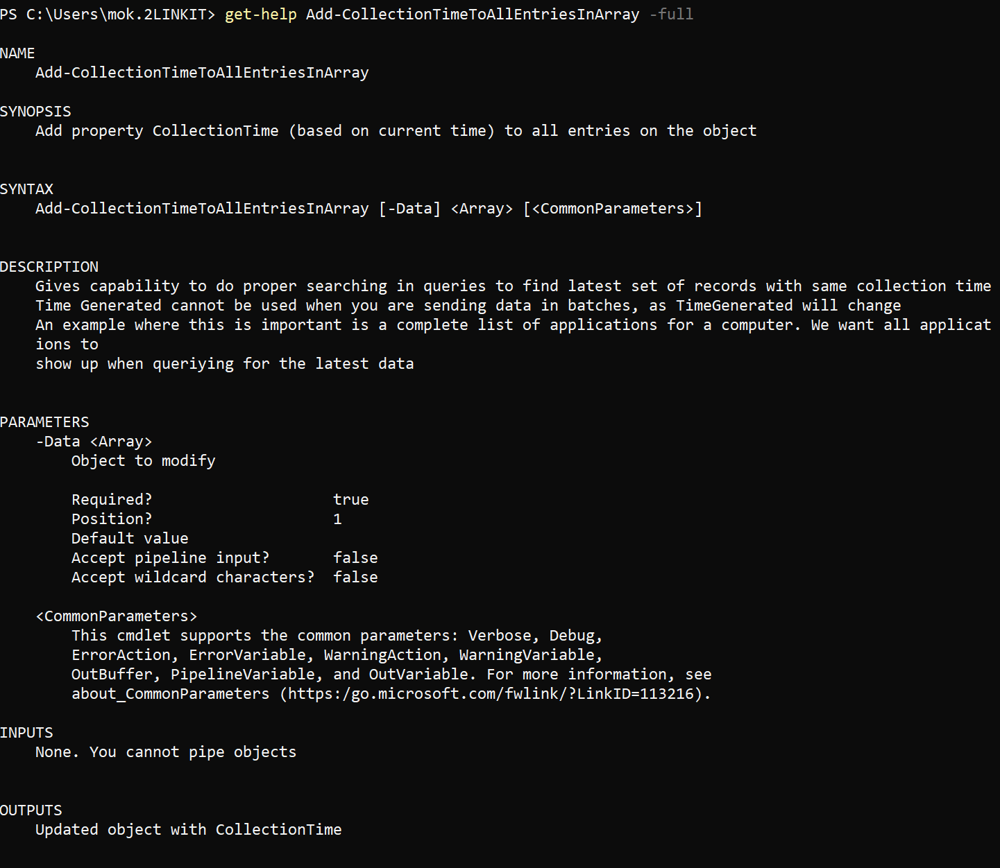 PS C:\Users\mok.2LINKIT> get-help Add-CollectionTimeToAllEntriesInArray -full
NAME
Add-CollectionTimeToAllEntriesInArray
SYNOPSIS
Add property CollectionTime (based on current time) to all entries on the object
SYNTAX
Add-CollectionTimeToAllEntriesInArray [-Data] <Array> [<CommonParameters>]
DESCRIPTION
Gives capability to do proper searching in queries to find latest set of records with same collection time
Time Generated cannot be used when you are sending data in batches, as TimeGenerated will change
An example where this is important is a complete list of applications for a computer. We want all applicat
ions to
show up when queriying for the latest data
PARAMETERS
-Data <Array>
Object to modify
Required? true
Position? 1
Default value
Accept pipeline input? false
Accept wildcard characters? false
<CommonParameters>
This cmdlet supports the common parameters: Verbose, Debug,
ErrorAction, ErrorVariable, WarningAction, WarningVariable,
OutBuffer, PipelineVariable, and OutVariable. For more information, see
about_CommonParameters (https:/go.microsoft.com/fwlink/?LinkID=113216).
INPUTS
None. You cannot pipe objects
OUTPUTS
Updated object with CollectionTime